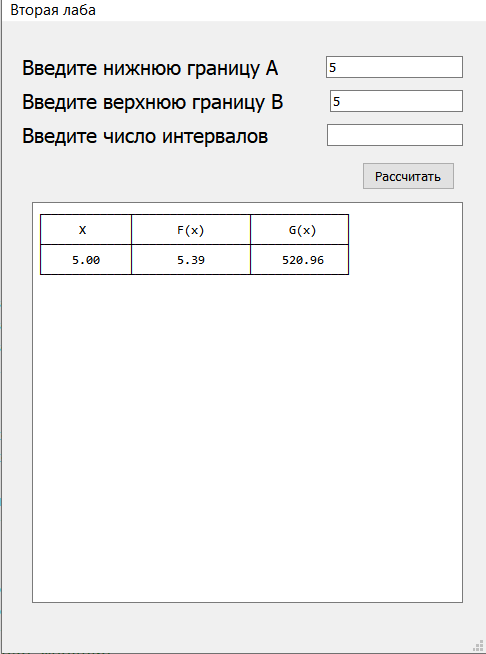 Вторая лаба
Введите нижнюю границу A 5
Введите верхнюю границу B 5
Введите число интервалов
Рассчитать
X F(x) G(x)
5.00 5.39 520.96